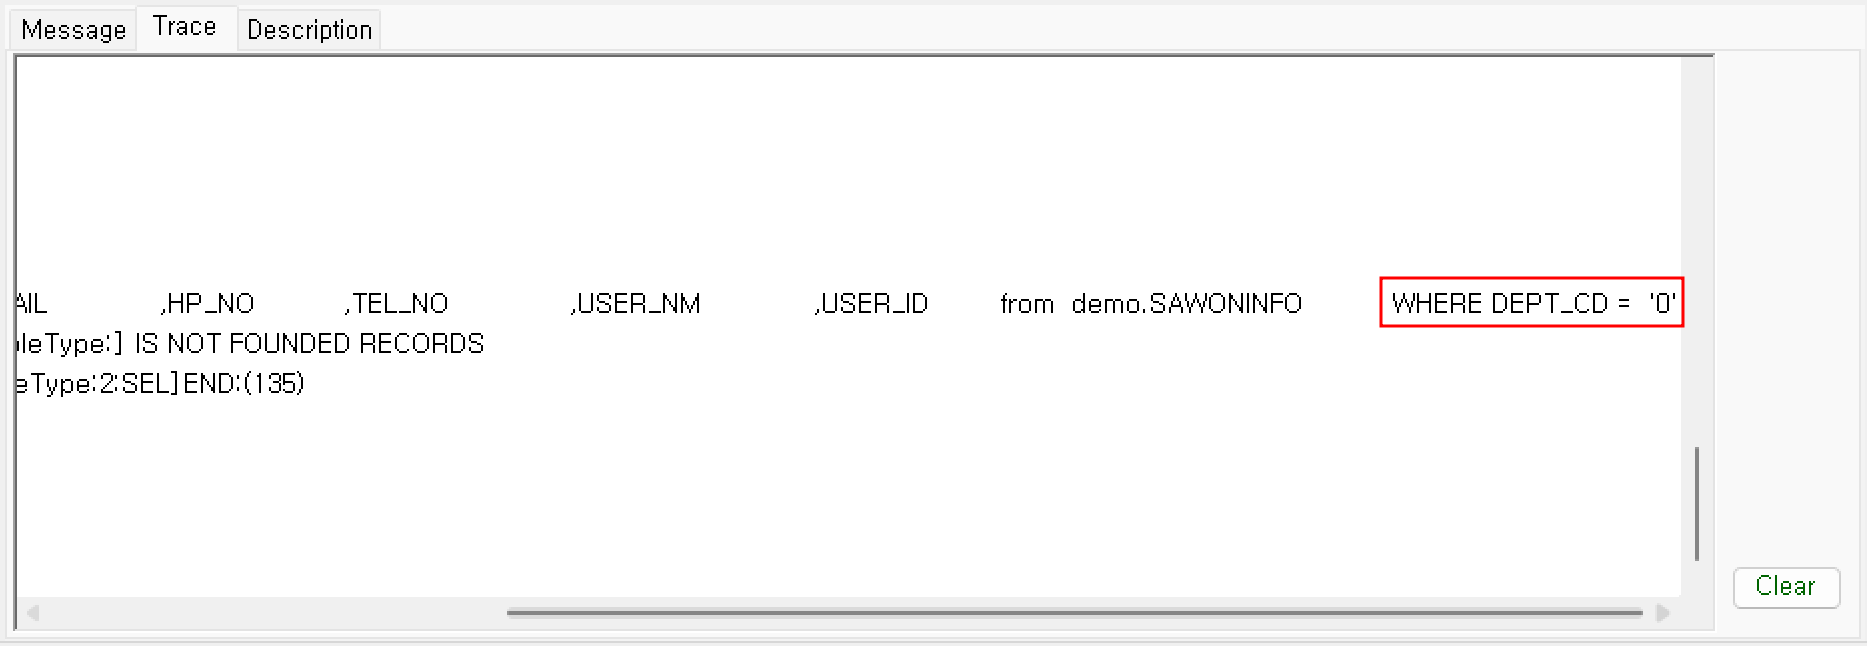 Message Trace Description
,HP_NO ,TEL_NO ,USER_NM ,USER_ID from demo.SAWONINFO WHERE DEPT_CD = '0'
leType:] IS NOT FOUNDED RECORDS
eType:2:SEL]END:(135)
Clear